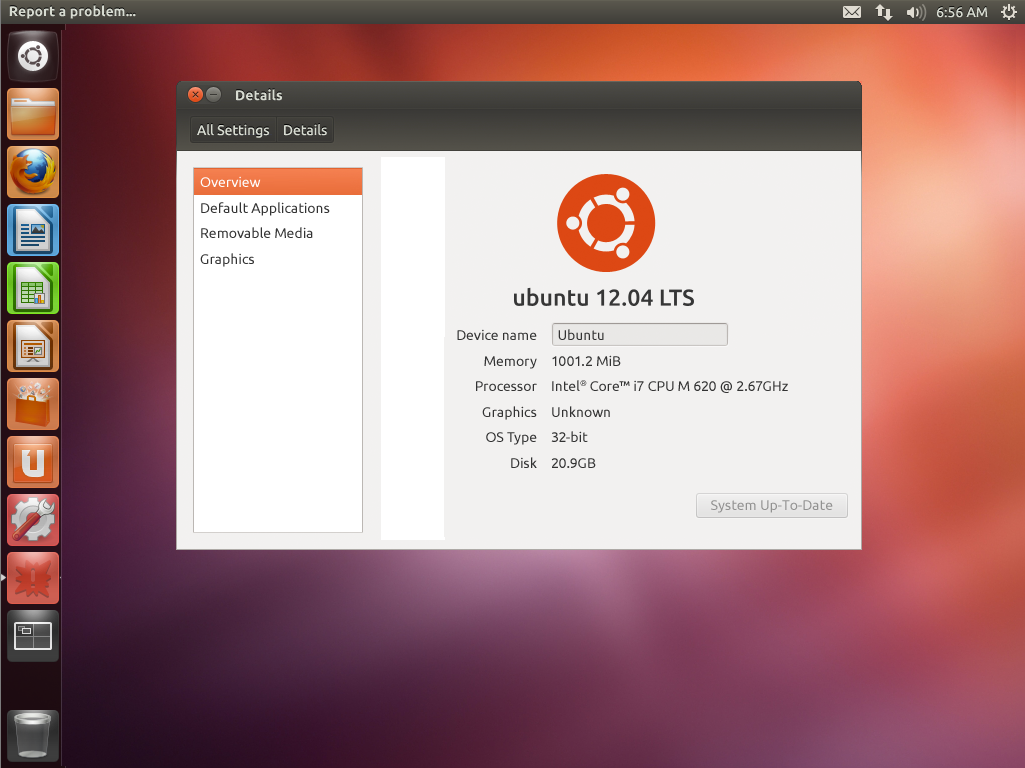 Report a problem...
6:56 AM
Details
All Settings Details
Overview
Default Applications
Removable Media
Graphics
ubuntu 12.04 LTS
Device name Ubuntu
Memory 1001.2 MiB
Processor Intel® Core™ i7 CPU M 620 @ 2.67GHz
Graphics Unknown
OS Type 32-bit
Disk 20.9GB
System Up-To-Date